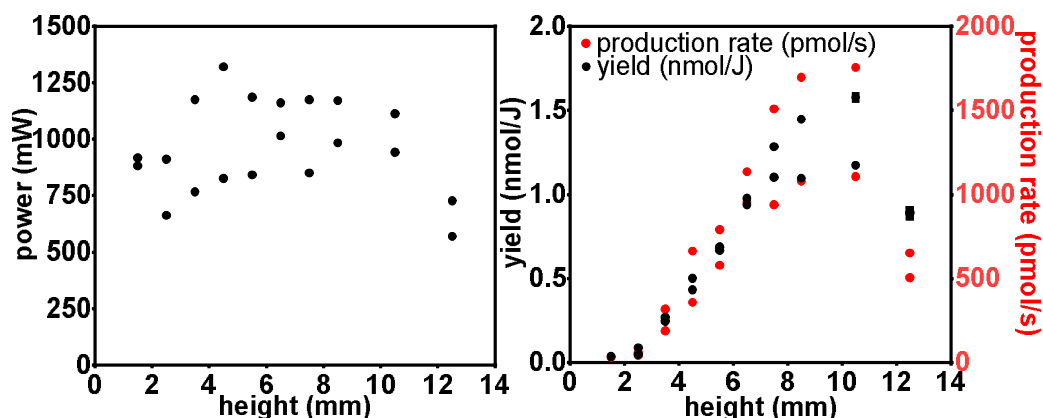 1500
1250
1000
750
500
250
0
power (mW)
0 2 4 6 8 10 12 14
height (mm)
2.0
1.5
1.0
0.5
0.0
yield (nmol/J)
production rate (pmol/s)
yield (nmol/J)
2000
1500
1000
500
0
production rate (pmol/s)
0 2 4 6 8 10 12 14
height (mm)